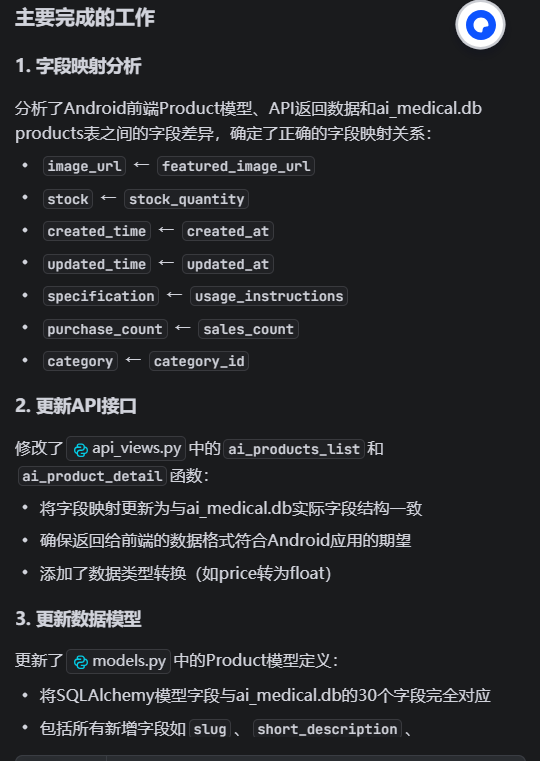 主要完成的工作
1. 字段映射分析
分析了Android前端Product模型、API返回数据和ai_medical.db
products表之间的字段差异，确定了正确的字段映射关系：
• image_url ← featured_image_url
• stock ← stock_quantity
• created_time ← created_at
• updated_time ← updated_at
• specification ← usage_instructions
• purchase_count ← sales_count
• category ← category_id
2. 更新API接口
修改了 api_views.py 中的 ai_products_list 和
ai_product_detail 函数：
• 将字段映射更新为与ai_medical.db实际字段结构一致
• 确保返回给前端的数据格式符合Android应用的期望
• 添加了数据类型转换（如price转为float）
3. 更新数据模型
更新了 models.py 中的Product模型定义：
• 将SQLAlchemy模型字段与ai_medical.db的30个字段完全对应
• 包括所有新增字段如 slug 、 short_description 、